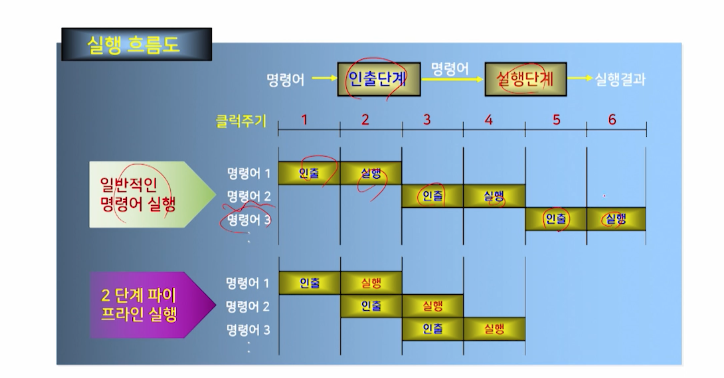 실행 흐름도
명령어 인출단계 명령어 실행단계 실행결과
클럭주기 1 2 3 4 5 6
일반적인
명령어 실행
명령어 1 인출 실행
명령어 2 인출 실행
명령어 3 인출 실행
:
2 단계 파이
프라인 실행
명령어 1 인출 실행
명령어 2 인출 실행
명령어 3 인출 실행
: